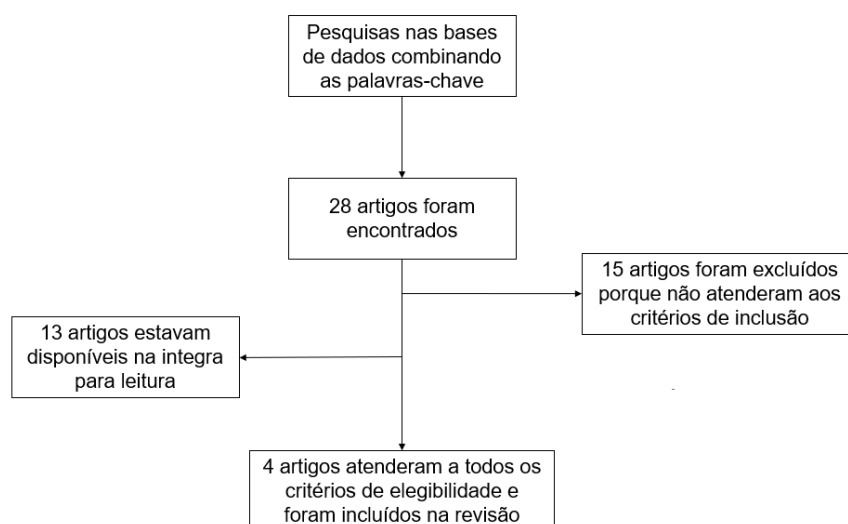 Pesquisas nas bases
de dados combinando
as palavras-chave
28 artigos foram
encontrados
15 artigos foram excluídos
porque não atenderam aos
critérios de inclusão
13 artigos estavam
disponíveis na integra
para leitura
4 artigos atenderam a todos os
critérios de elegibilidade e
foram incluídos na revisão